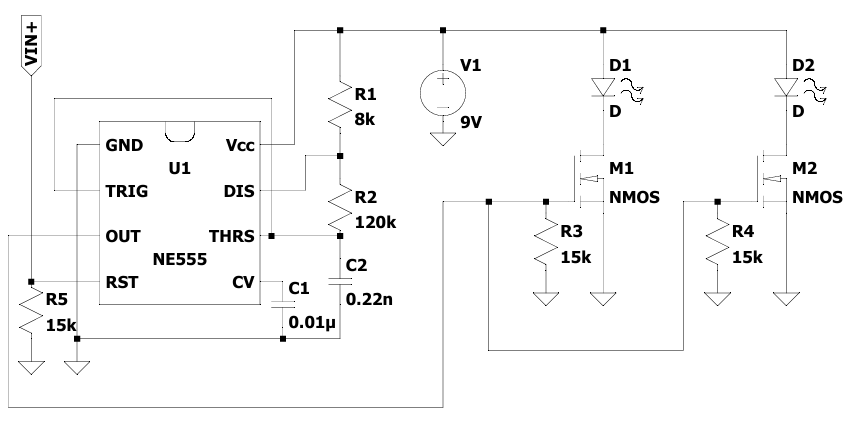 VIN+
R1
8k
V1
9V
D1
D
D2
D
GND
Vcc
U1
TRIG
DIS
OUT
THRS
NE555
RST
CV
R2
120k
M1
NMOS
M2
NMOS
R3
15k
R4
15k
C2
0.22n
C1
0.01µ
R5
15k